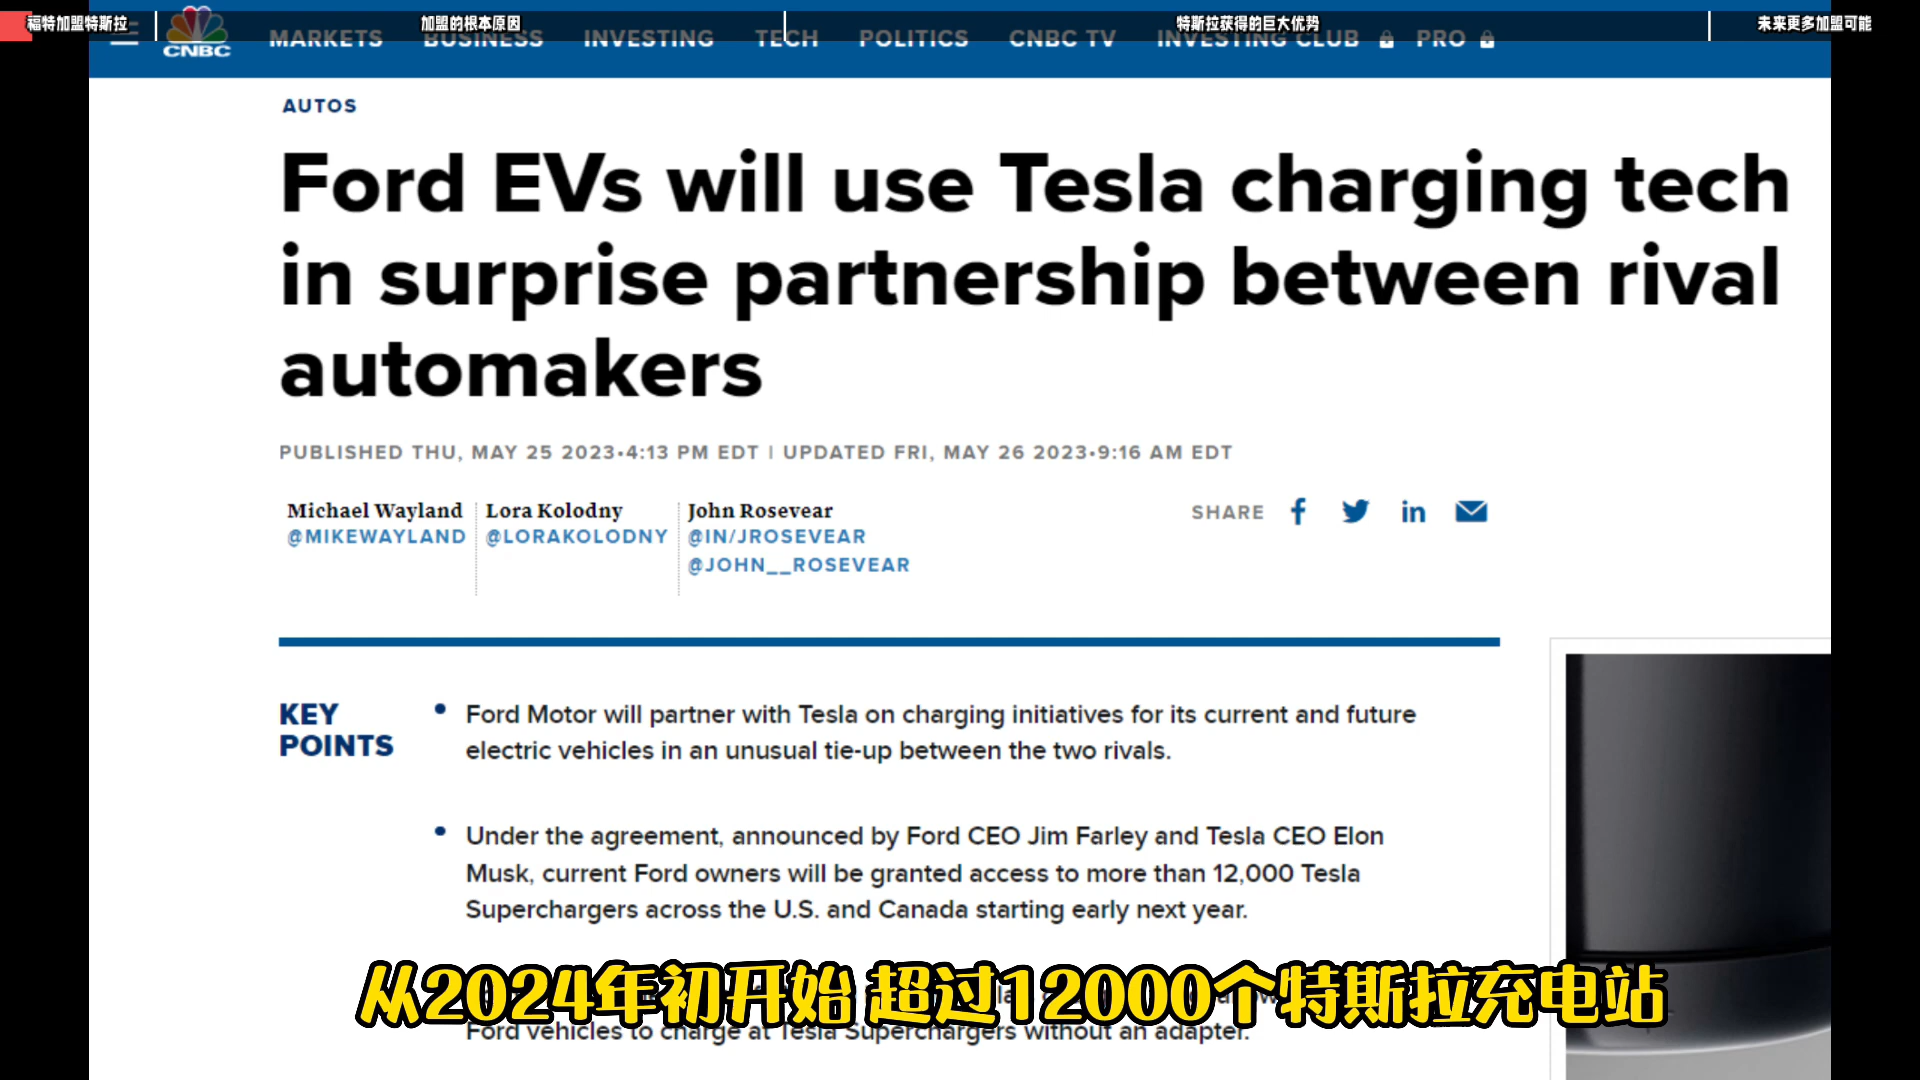 福特加盟特斯拉
加盟的根本原因
特斯拉获得的巨大优势
未来更多加盟可能
CNBC
MARKETS BUSINESS INVESTING TECH POLITICS CNBC TV INVESTING CLUB PRO
AUTOS
Ford EVs will use Tesla charging tech
in surprise partnership between rival
automakers
PUBLISHED THU, MAY 25 2023•4:13 PM EDT | UPDATED FRI, MAY 26 2023•9:16 AM EDT
Michael Wayland
@MIKEWAYLAND
Lora Kolodny
@LORAKOLODNY
John Rosevear
@IN/JROSEVEAR
@JOHN__ROSEVEAR
SHARE
KEY
POINTS
Ford Motor will partner with Tesla on charging initiatives for its current and future
electric vehicles in an unusual tie-up between the two rivals.
Under the agreement, announced by Ford CEO Jim Farley and Tesla CEO Elon
Musk, current Ford owners will be granted access to more than 12,000 Tesla
Superchargers across the U.S. and Canada starting early next year.
从2024年初开始 超过12000个特斯拉充电站
Ford vehicles to charge at Tesla Superchargers without an adapter.